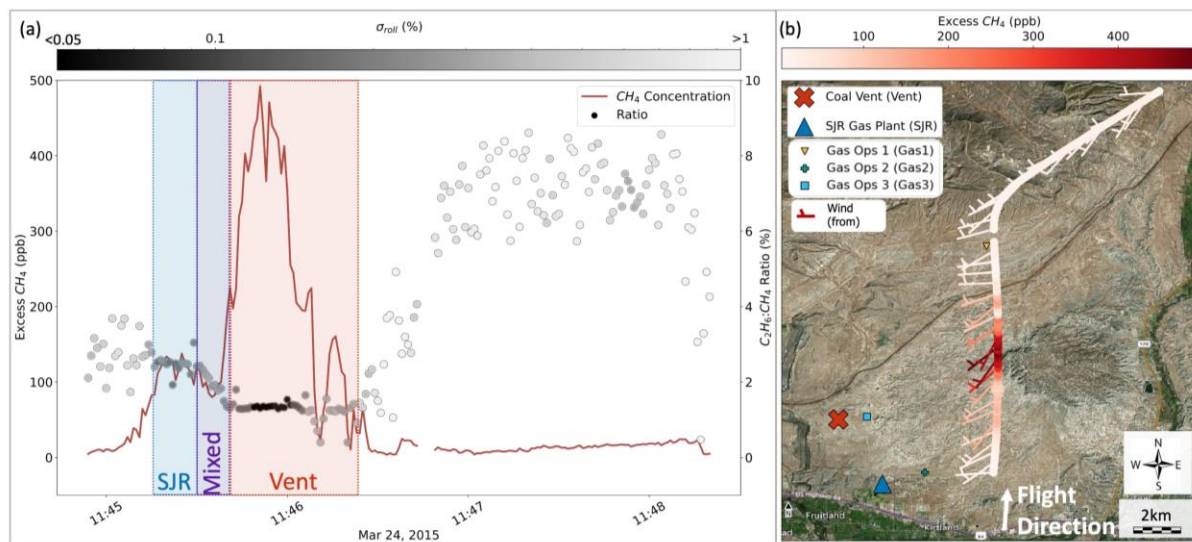 (a)
σroll (%)
<0.05
0.1
>1
500
400
300
200
100
0
Excess CH4 (ppb)
10
8
6
4
2
0
C2H6:CH4 Ratio (%)
CH4 Concentration
Ratio
SJR
Mixed
Vent
11:45
11:46
11:47
11:48
Mar 24, 2015
(b)
Excess CH4 (ppb)
100
200
300
400
Coal Vent (Vent)
SJR Gas Plant (SJR)
Gas Ops 1 (Gas1)
Gas Ops 2 (Gas2)
Gas Ops 3 (Gas3)
Wind
(from)
N
W
E
S
Flight
Direction
2km
Fruitland
Kirtland